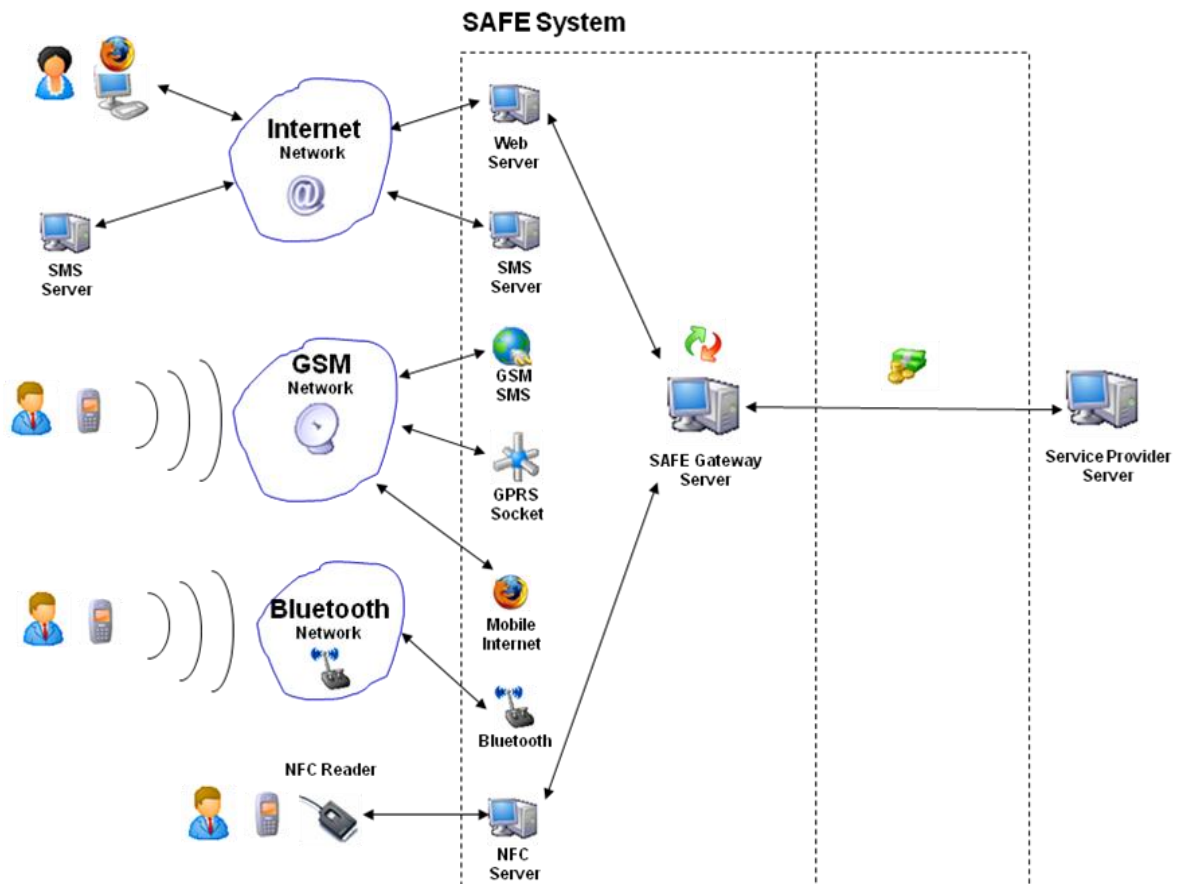 SAFE System
Internet
Network
@
Web
Server
SMS
Server
SMS
Server
GSM
Network
GSM
SMS
GPRS
Socket
SAFE Gateway
Server
Service Provider
Server
Bluetooth
Network
Mobile
Internet
Bluetooth
NFC Reader
NFC
Server